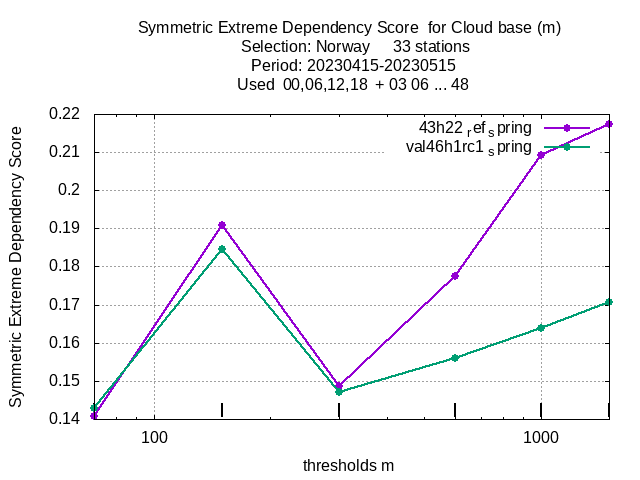 Symmetric Extreme Dependency Score for Cloud base (m)
Selection: Norway 33 stations
Period: 20230415-20230515
Used 00,06,12,18 + 03 06 ... 48
Symmetric Extreme Dependency Score
0.22
0.21
0.2
0.19
0.18
0.17
0.16
0.15
0.14
43h22 ref spring
val46h1rc1 spring
100 1000
thresholds m